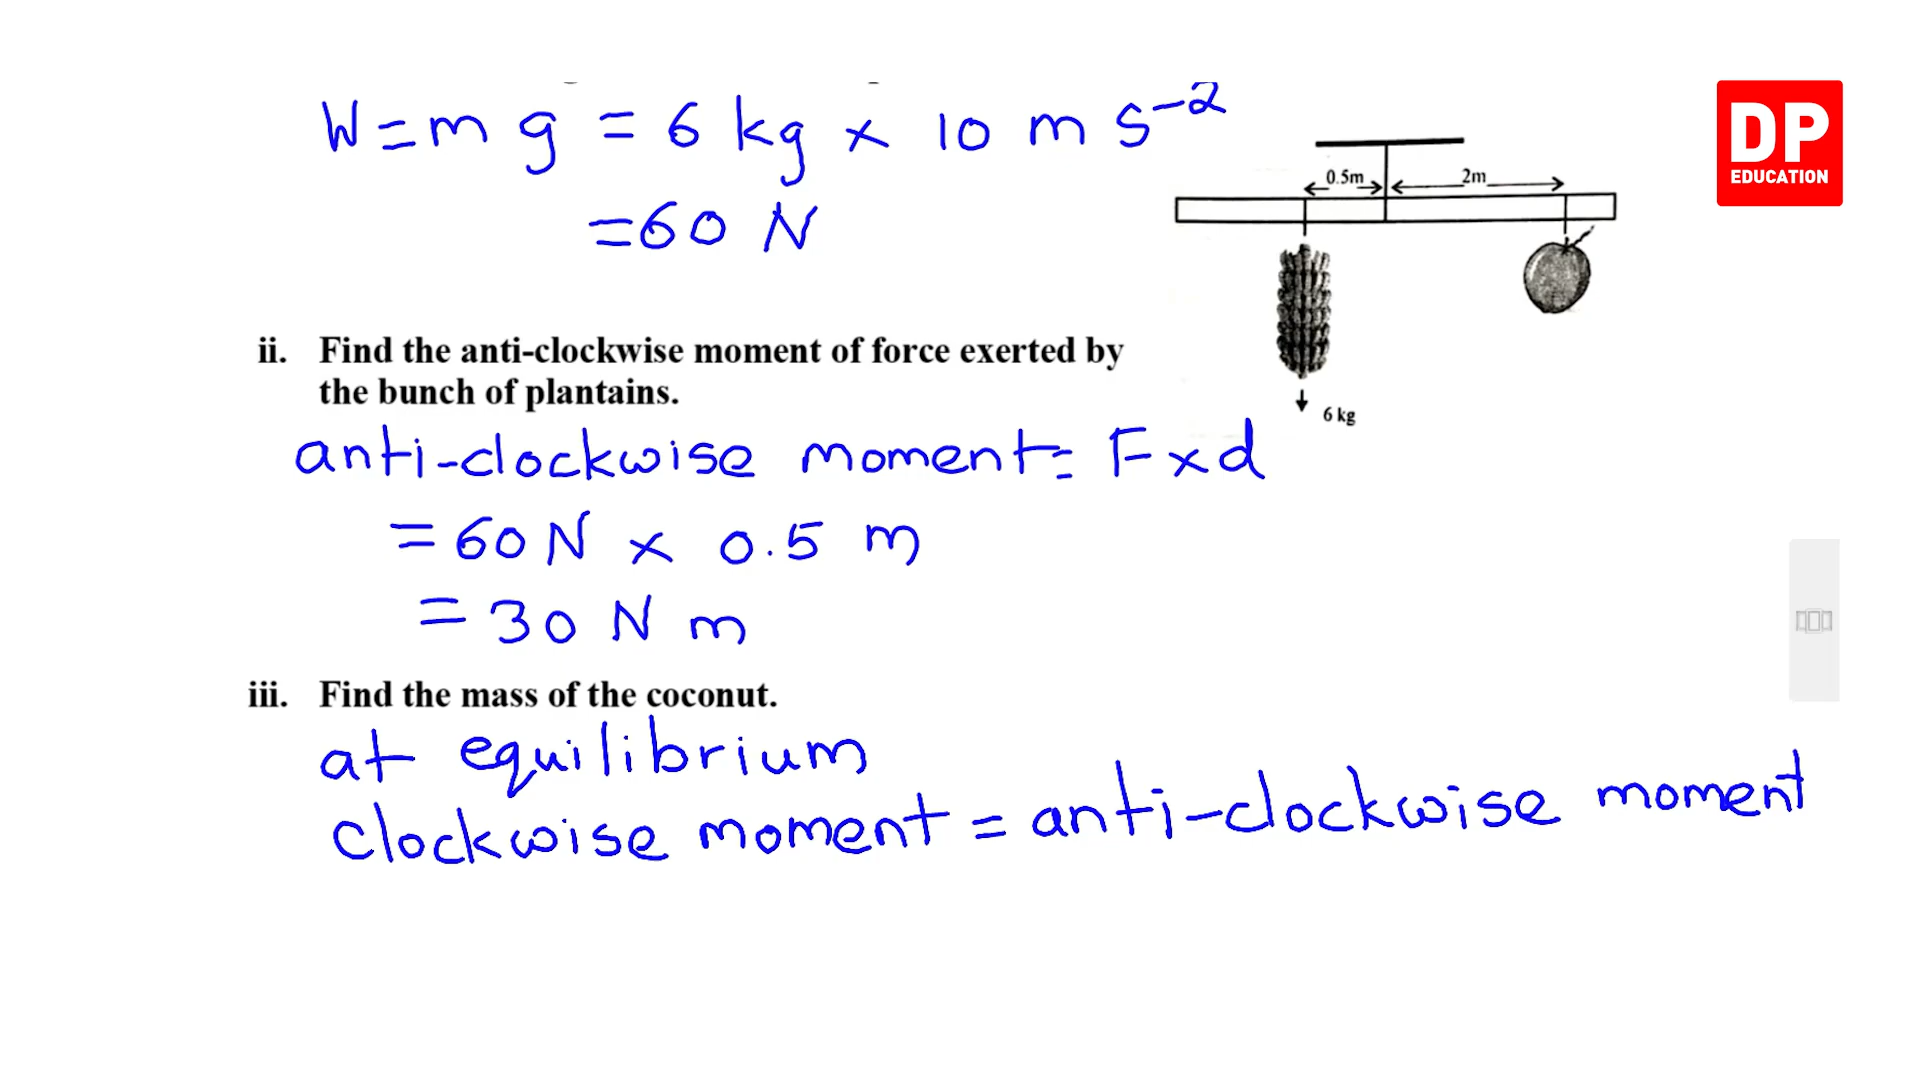 W = m g = 6 kg × 10 m s⁻²
= 60 N
DP
EDUCATION
0.5m
2m
6 kg
ii. Find the anti-clockwise moment of force exerted by
the bunch of plantains.
anti-clockwise moment = F × d
= 60 N × 0.5 m
= 30 N m
iii. Find the mass of the coconut.
at equilibrium
clockwise moment = anti-clockwise moment